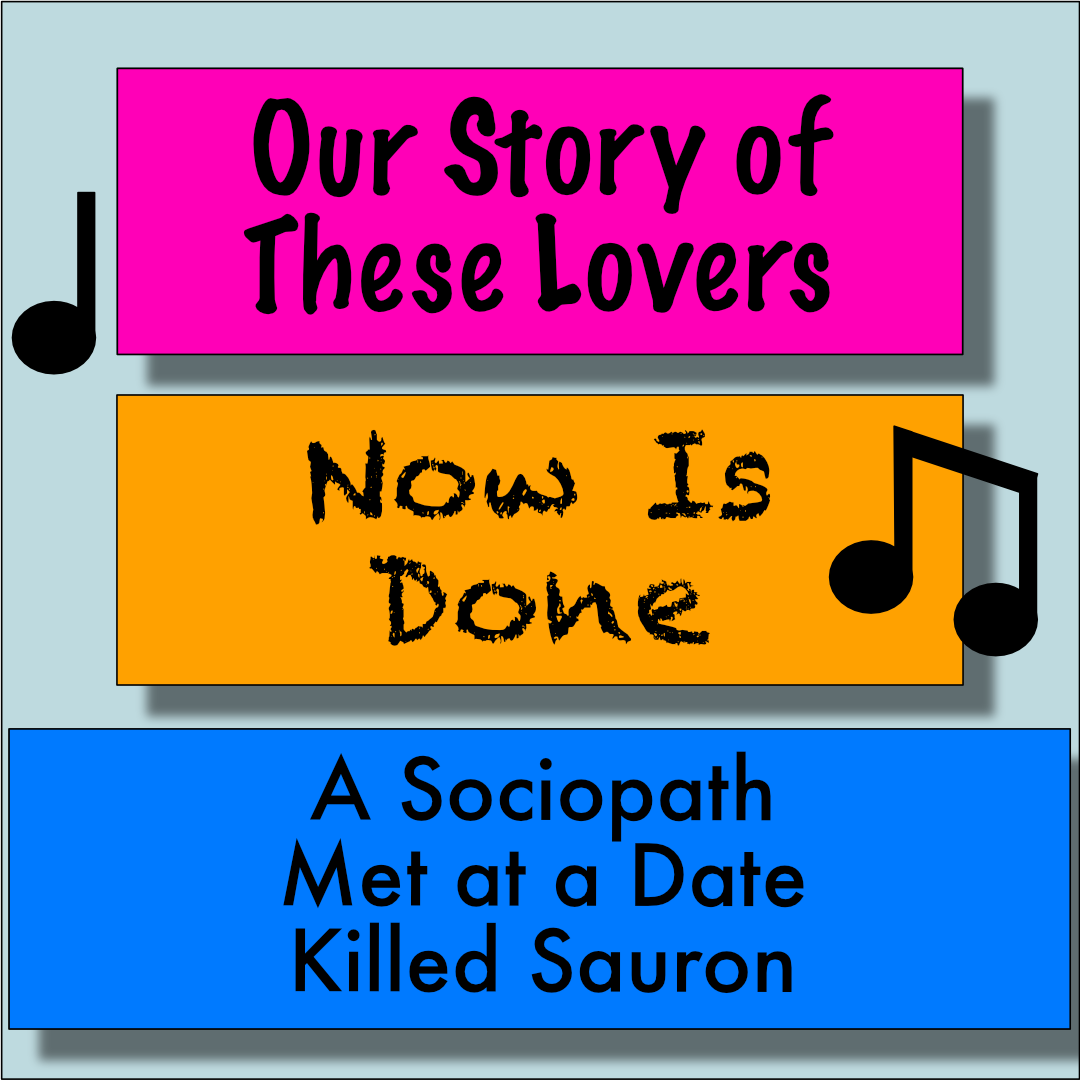 Our Story of
These Lovers
Now Is
Done
A Sociopath
Met at a Date
Killed Sauron